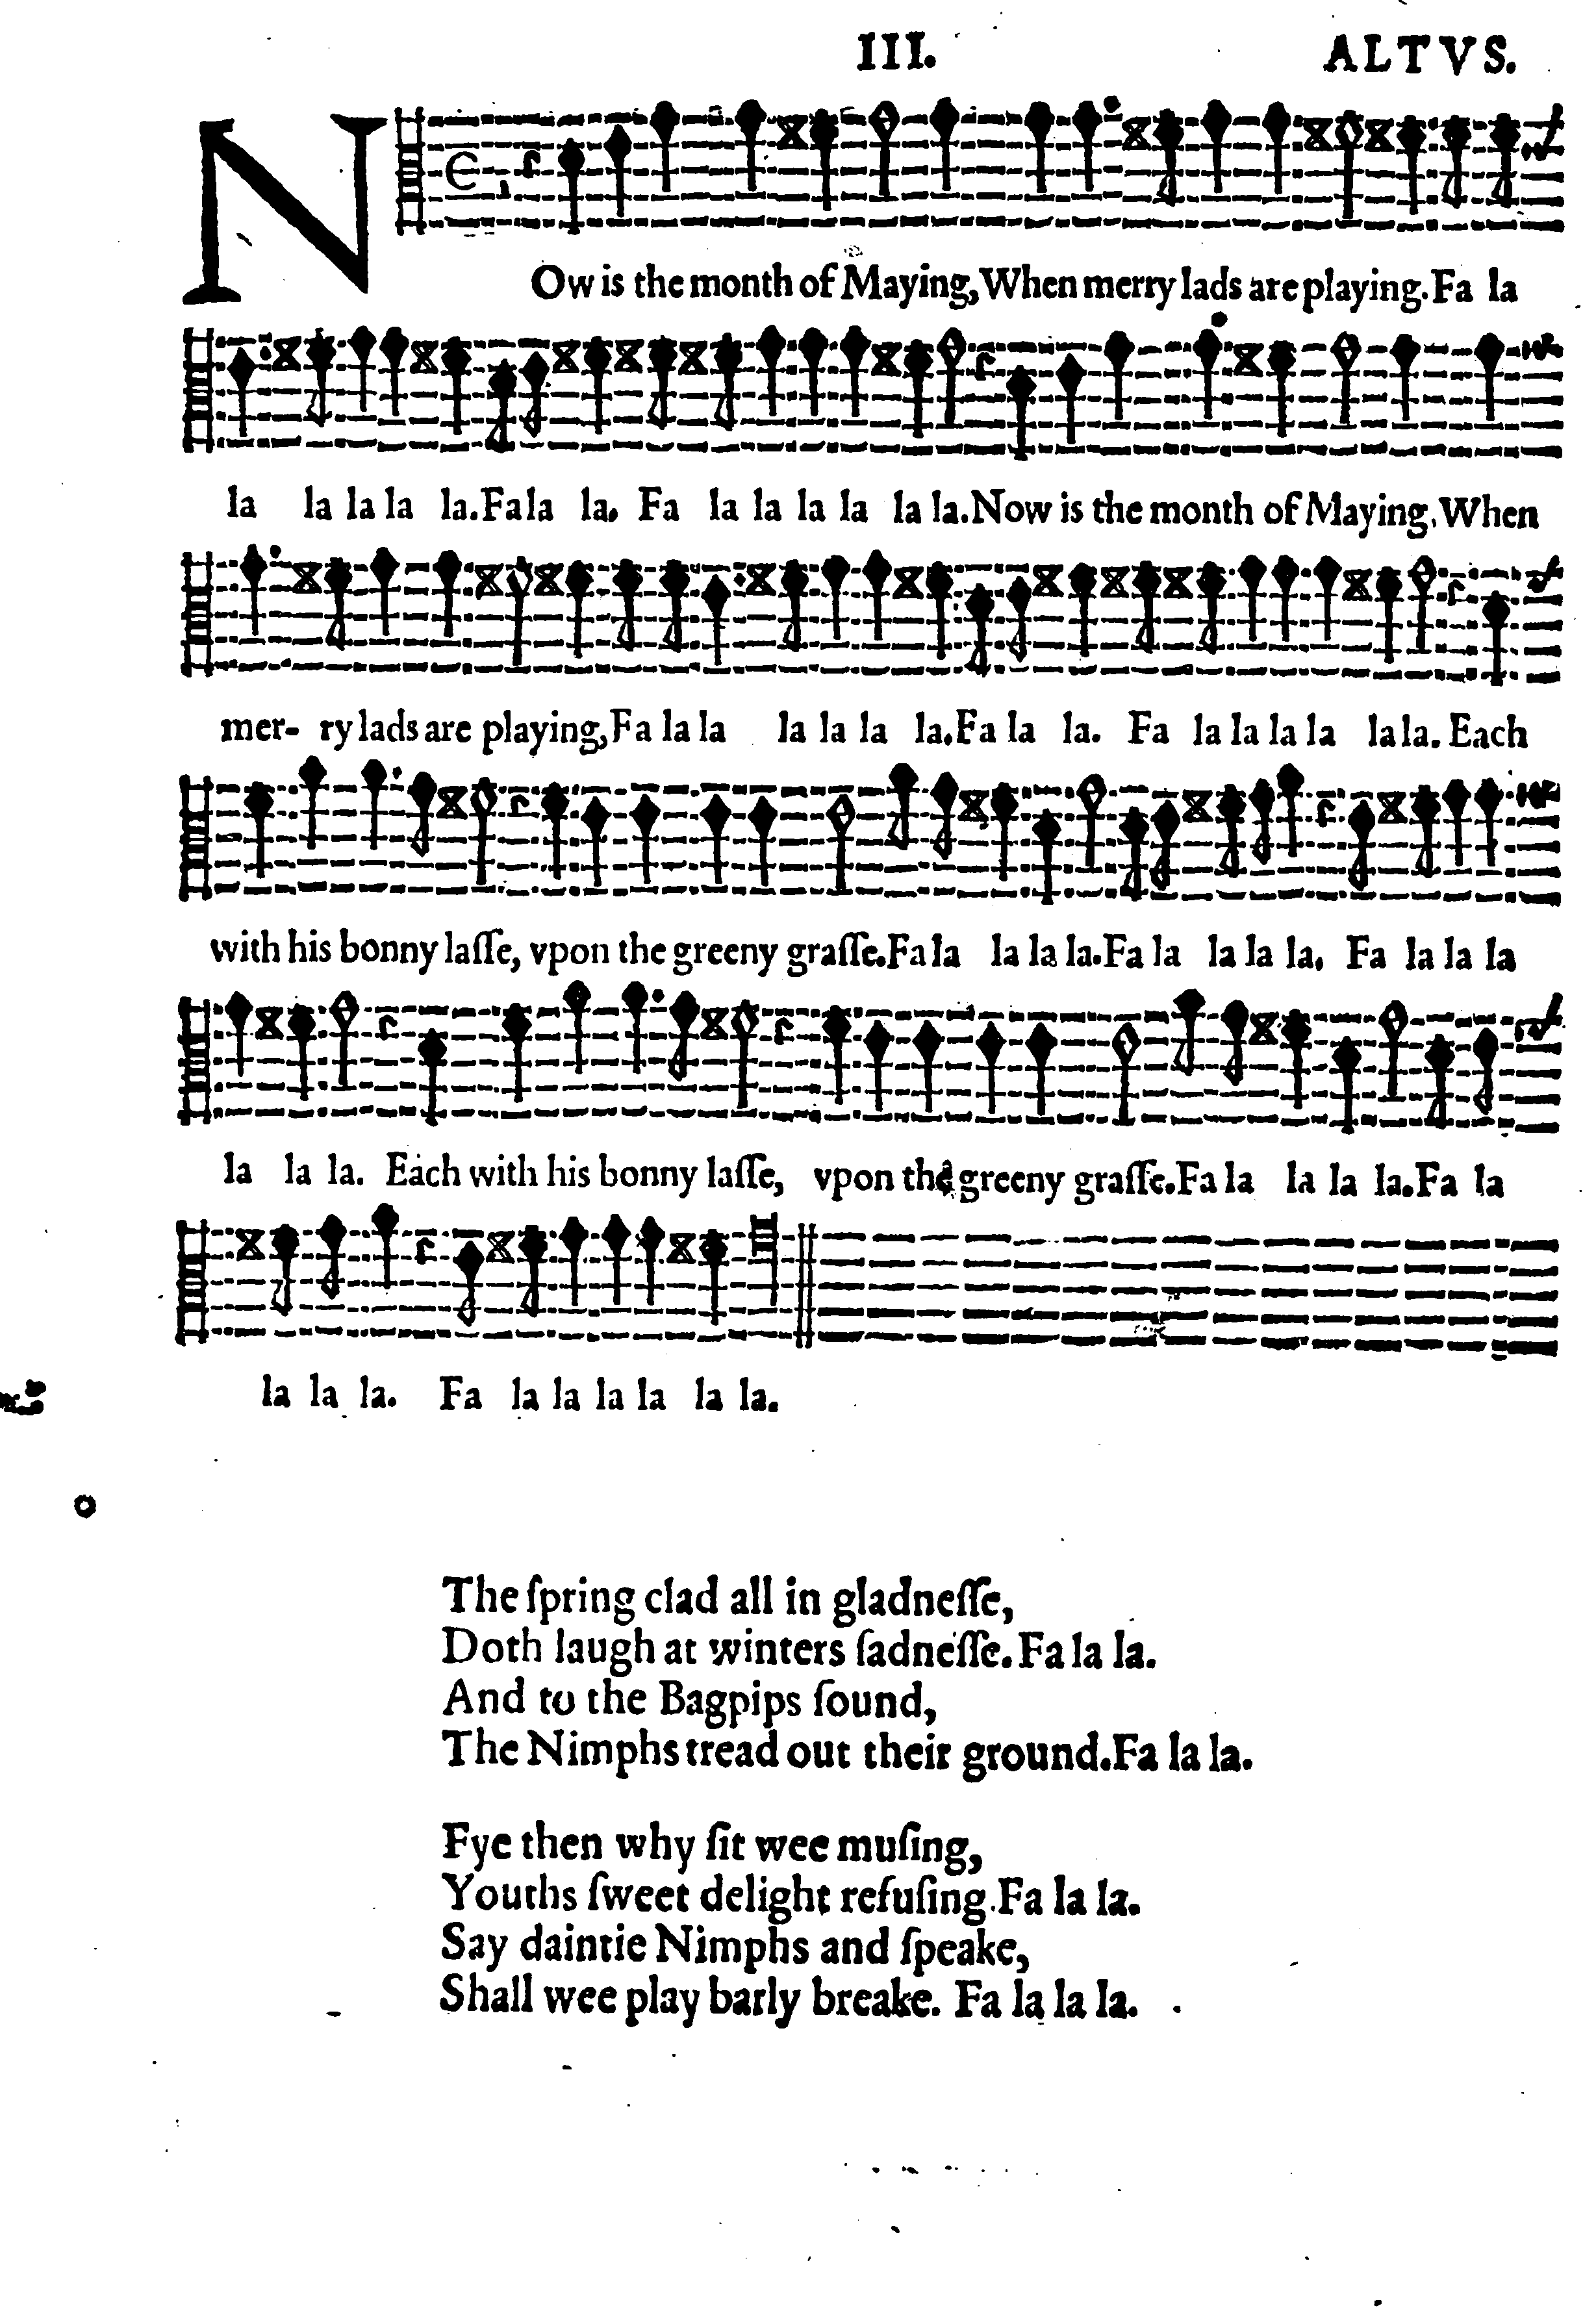 III. ALTVS.
NOw is the month of Maying, When merry lads are playing. Fa la
la la la la la. Fa la la. Fa la la la la la la. Now is the month of Maying. When
mer- ry lads are playing, Fa la la la la la la. Fa la la. Fa la la la la la la. Each
with his bonny laſſe, vpon the greeny graſſe. Fa la la la la. Fa la la la la. Fa la la la
la la la. Each with his bonny laſſe, vpon the greeny graſſe. Fa la la la la. Fa la
la la la. Fa la la la la la la.
The ſpring clad all in gladneſſe,
Doth laugh at winters ſadneſſe. Fa la la.
And to the Bagpips ſound,
The Nimphs tread out their ground. Fa la la.
Fye then why ſit wee muſing,
Youths ſweet delight refuſing. Fa la la.
Say daintie Nimphs and ſpeake,
Shall wee play barly breake. Fa la la la.